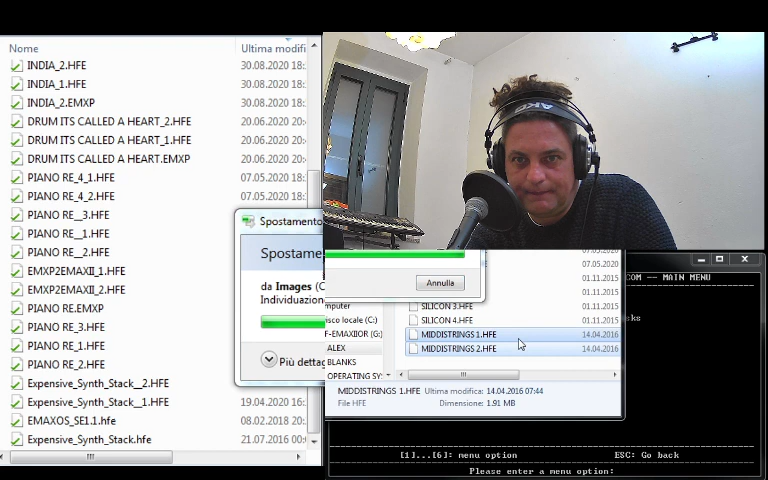 Nome
Ultima modifi
INDIA_2.HFE
30.08.2020 18:
INDIA_1.HFE
30.08.2020 18:
INDIA_2.EMXP
30.08.2020 18:
DRUM ITS CALLED A HEART_2.HFE
20.06.2020 20:
DRUM ITS CALLED A HEART_1.HFE
20.06.2020 20:
DRUM ITS CALLED A HEART.EMXP
20.06.2020 20:
PIANO RE_4_1.HFE
07.05.2020 18:
PIANO RE_4_2.HFE
07.05.2020 18:
PIANO RE__3.HFE
PIANO RE__1.HFE
PIANO RE__2.HFE
EMXP2EMAXII_1.HFE
EMXP2EMAXII_2.HFE
PIANO RE.EMXP
PIANO RE_3.HFE
PIANO RE_1.HFE
PIANO RE_2.HFE
Expensive_Synth_Stack__2.HFE
Expensive_Synth_Stack__1.HFE
19.04.2020 16:
EMAXOS_SE1.1.hfe
08.02.2018 20:
Expensive_Synth_Stack.hfe
21.07.2016 00:
Spostamento
Spostame
da Images (C
Individuazion
Più dettag
AKG
Annulla
07.05.2020
01.11.2015
01.11.2015
SILICON 3.HFE
01.11.2015
SILICON 4.HFE
01.11.2015
MIDDISTRINGS 1.HFE
14.04.2016
MIDDISTRINGS 2.HFE
14.04.2016
mputer
isco locale (C:)
F-EMAXIIOR (G:)
ALEX
BLANKS
OPERATING SY:
MIDDISTRINGS 1.HFE
Ultima modifica: 14.04.2016 07:44
File HFE
Dimensione: 1.91 MB
COM -- MAIN MENU
sks
[1]...[6]: menu option
ESC: Go back
Please enter a menu option: